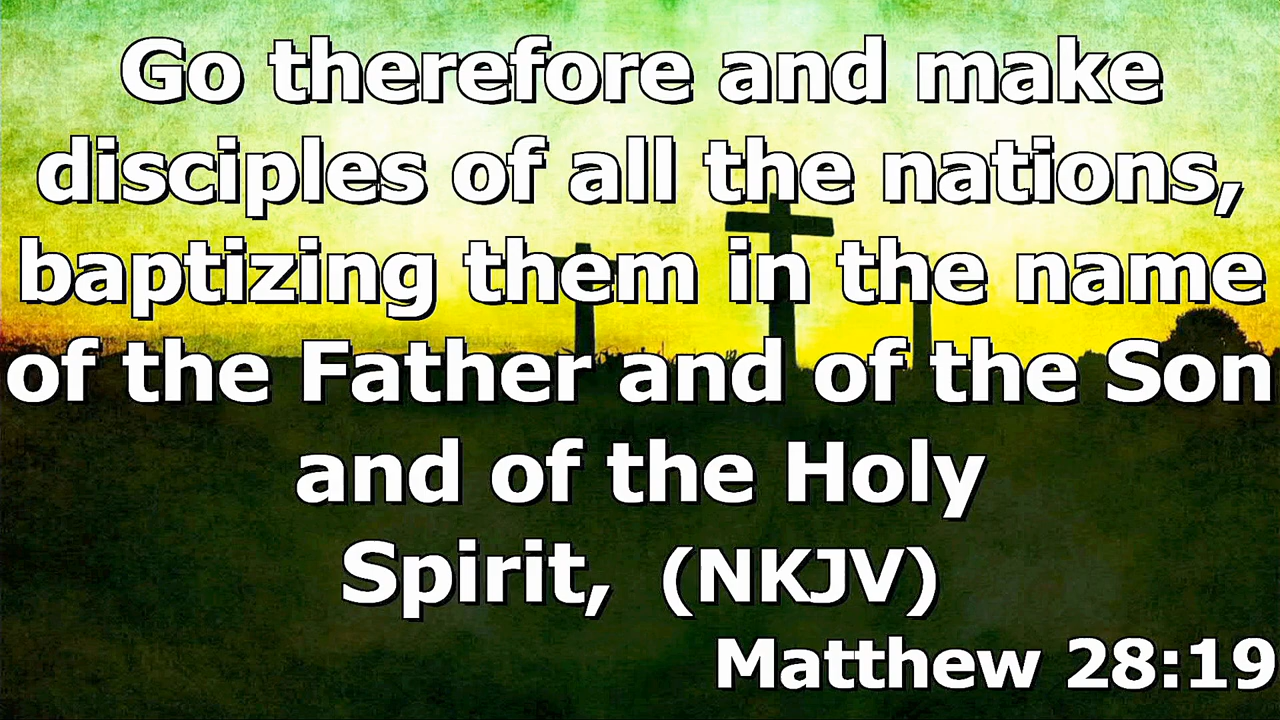 Go therefore and make
disciples of all the nations,
baptizing them in the name
of the Father and of the Son
and of the Holy
Spirit, (NKJV)
Matthew 28:19